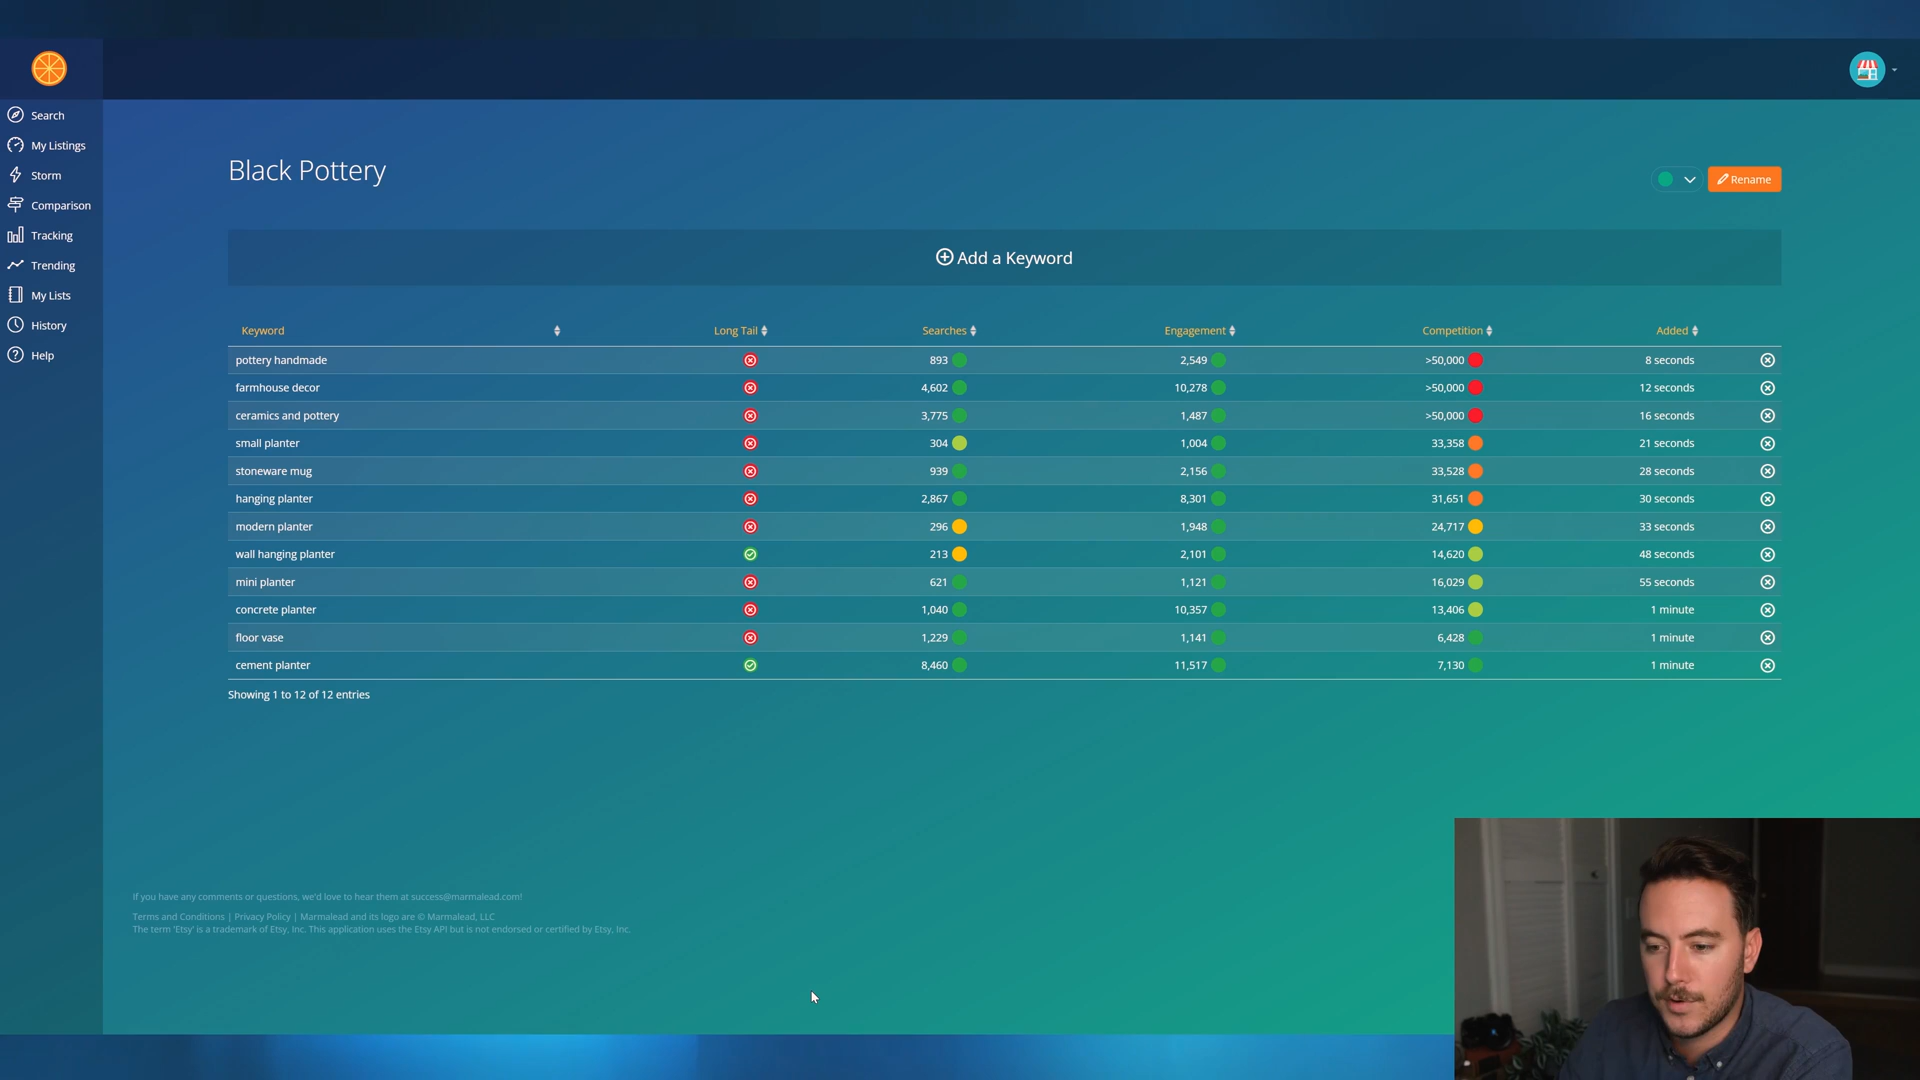 Search
My Listings
Storm
Comparison
Tracking
Trending
My Lists
History
Help
Black Pottery
Rename
Add a Keyword
Keyword Long Tail Searches Engagement Competition Added
pottery handmade 893 2,549 >50,000 8 seconds
farmhouse decor 4,602 10,278 >50,000 12 seconds
ceramics and pottery 3,775 1,487 >50,000 16 seconds
small planter 304 1,004 33,358 21 seconds
stoneware mug 939 2,156 33,528 28 seconds
hanging planter 2,867 8,301 31,651 30 seconds
modern planter 296 1,948 24,717 33 seconds
wall hanging planter 213 2,101 14,620 48 seconds
mini planter 621 1,121 16,029 55 seconds
concrete planter 1,040 10,357 13,406 1 minute
floor vase 1,229 1,141 6,428 1 minute
cement planter 8,460 11,517 7,130 1 minute
Showing 1 to 12 of 12 entries
If you have any comments or questions, we'd love to hear them at success@marmalead.com!
Terms and Conditions | Privacy Policy | Marmalead and its logo are © Marmalead, LLC
The term 'Etsy' is a trademark of Etsy, Inc. This application uses the Etsy API but is not endorsed or certified by Etsy, Inc.